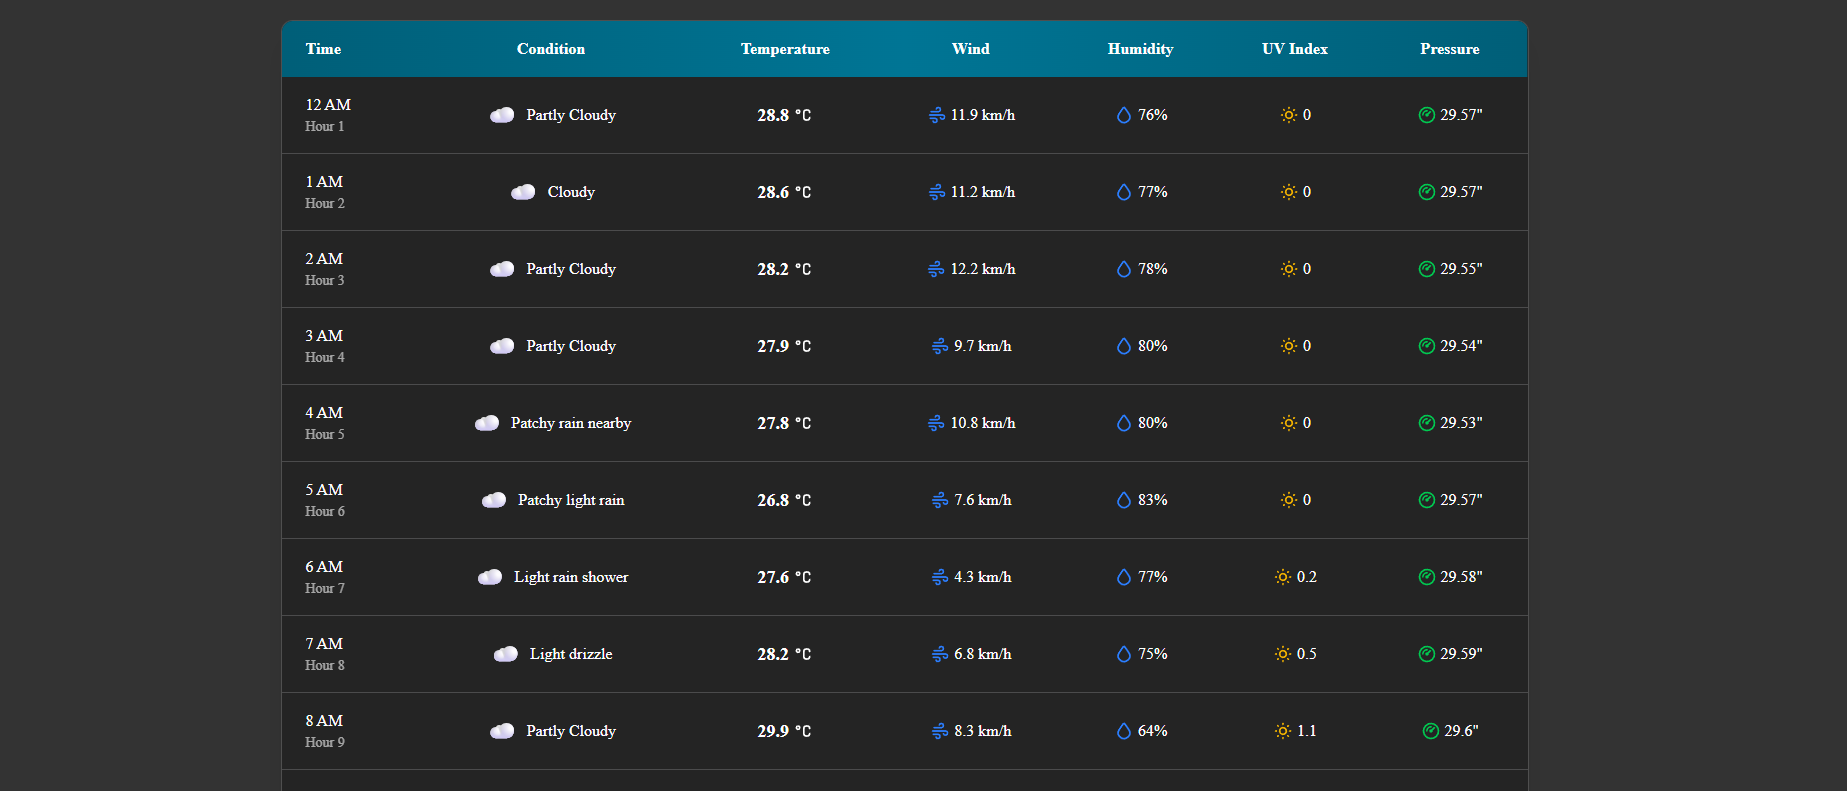 Time Condition Temperature Wind Humidity UV Index Pressure
12 AM
Hour 1
Partly Cloudy 28.8 °C 11.9 km/h 76% 0 29.57"
1 AM
Hour 2
Cloudy 28.6 °C 11.2 km/h 77% 0 29.57"
2 AM
Hour 3
Partly Cloudy 28.2 °C 12.2 km/h 78% 0 29.55"
3 AM
Hour 4
Partly Cloudy 27.9 °C 9.7 km/h 80% 0 29.54"
4 AM
Hour 5
Patchy rain nearby 27.8 °C 10.8 km/h 80% 0 29.53"
5 AM
Hour 6
Patchy light rain 26.8 °C 7.6 km/h 83% 0 29.57"
6 AM
Hour 7
Light rain shower 27.6 °C 4.3 km/h 77% 0.2 29.58"
7 AM
Hour 8
Light drizzle 28.2 °C 6.8 km/h 75% 0.5 29.59"
8 AM
Hour 9
Partly Cloudy 29.9 °C 8.3 km/h 64% 1.1 29.6"